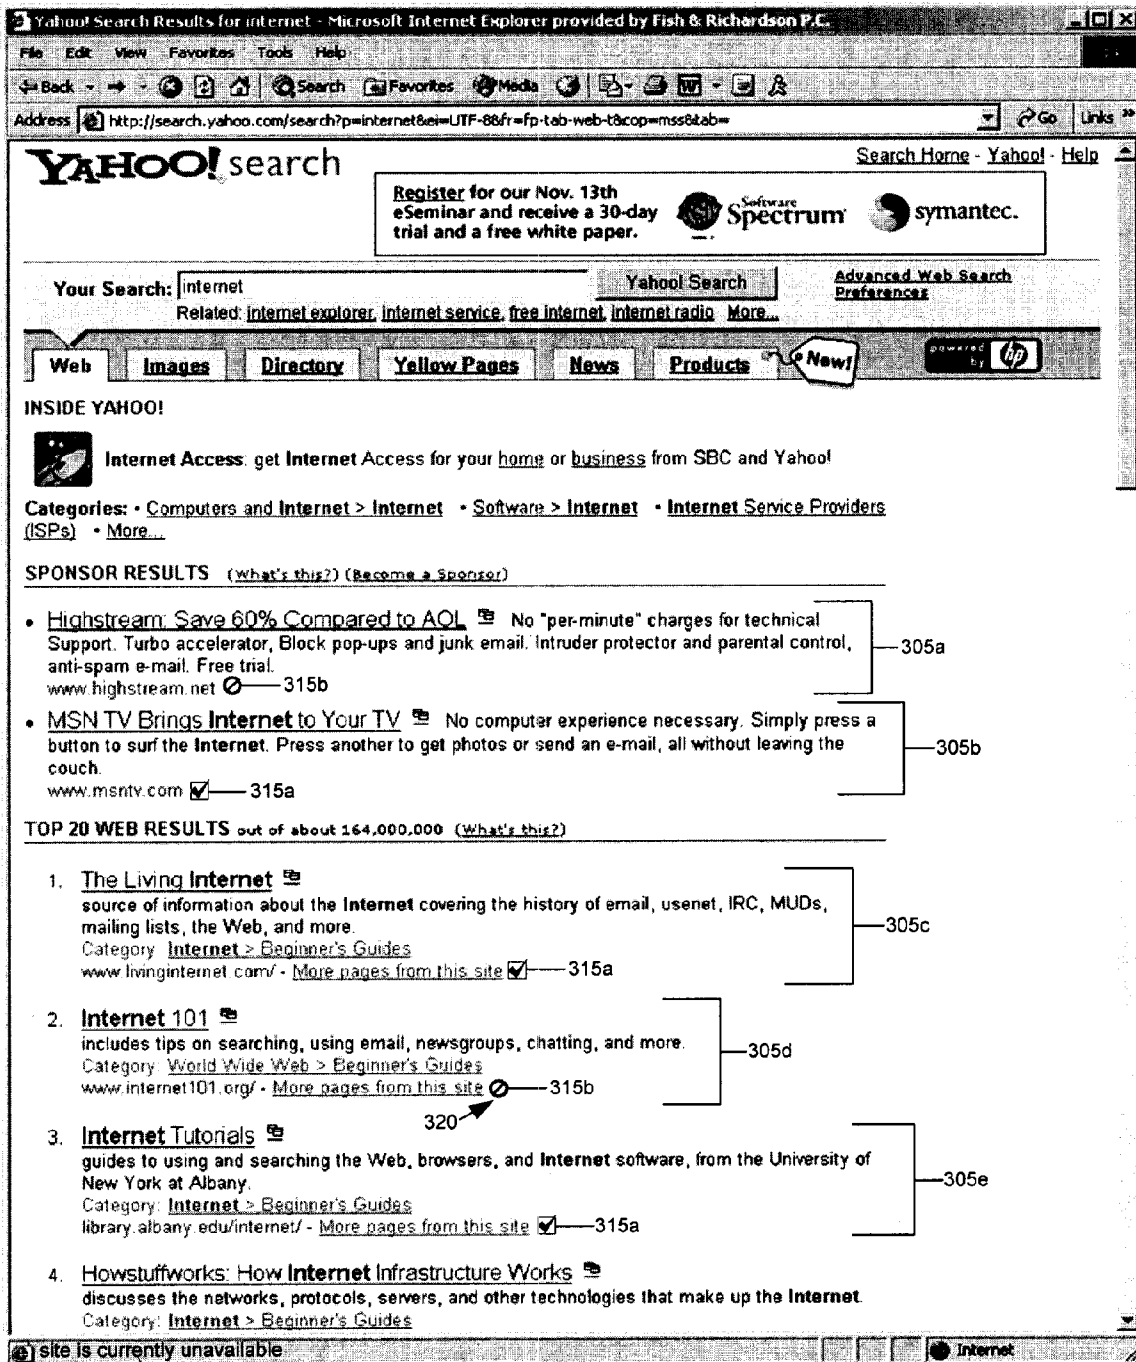 Yahoo! Search Results for internet - Microsoft Internet Explorer provided by Fish & Richardson P.C.
File Edit View Favorites Tools Help
Back Search Favorites Media
Address http://search.yahoo.com/search?p=internet&ei=UTF-8&fr=fp-tab-web-t&cop=mss&tab= Go Links »
YAHOO! search
Search Home - Yahoo! - Help
Register for our Nov. 13th
eSeminar and receive a 30-day
trial and a free white paper.
Software
Spectrum
symantec.
Your Search: internet Yahoo! Search
Advanced Web Search
Preferences
Related: internet explorer, internet service, free internet, internet radio More...
Web Images Directory Yellow Pages News Products New! powered by hp
INSIDE YAHOO!
Internet Access: get Internet Access for your home or business from SBC and Yahoo!
Categories: • Computers and Internet > Internet • Software > Internet • Internet Service Providers
(ISPs) • More...
SPONSOR RESULTS (What's this?) (Become a Sponsor)
• Highstream: Save 60% Compared to AOL No "per-minute" charges for technical
Support. Turbo accelerator, Block pop-ups and junk email. Intruder protector and parental control,
anti-spam e-mail. Free trial.
www.highstream.net 315b
305a
• MSN TV Brings Internet to Your TV No computer experience necessary. Simply press a
button to surf the Internet. Press another to get photos or send an e-mail, all without leaving the
couch.
www.msntv.com 315a
305b
TOP 20 WEB RESULTS out of about 164,000,000 (What's this?)
1. The Living Internet
source of information about the Internet covering the history of email, usenet, IRC, MUDs,
mailing lists, the Web, and more.
Category: Internet > Beginner's Guides
www.livinginternet.com/ - More pages from this site 315a
305c
2. Internet 101
includes tips on searching, using email, newsgroups, chatting, and more.
Category: World Wide Web > Beginner's Guides
www.internet101.org/ - More pages from this site 315b
305d
320
3. Internet Tutorials
guides to using and searching the Web, browsers, and Internet software, from the University of
New York at Albany.
Category: Internet > Beginner's Guides
library.albany.edu/internet/ - More pages from this site 315a
305e
4. Howstuffworks: How Internet Infrastructure Works
discusses the networks, protocols, servers, and other technologies that make up the Internet.
Category: Internet > Beginner's Guides
site is currently unavailable Internet